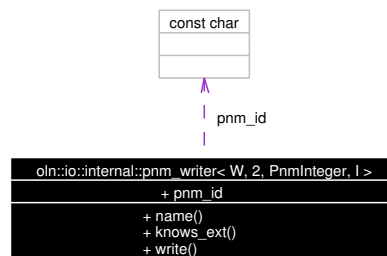 const char
pnm_id
oln::io::internal::pnm_writer< W, 2, PnmInteger, I >
+ pnm_id
+ name()
+ knows_ext()
+ write()